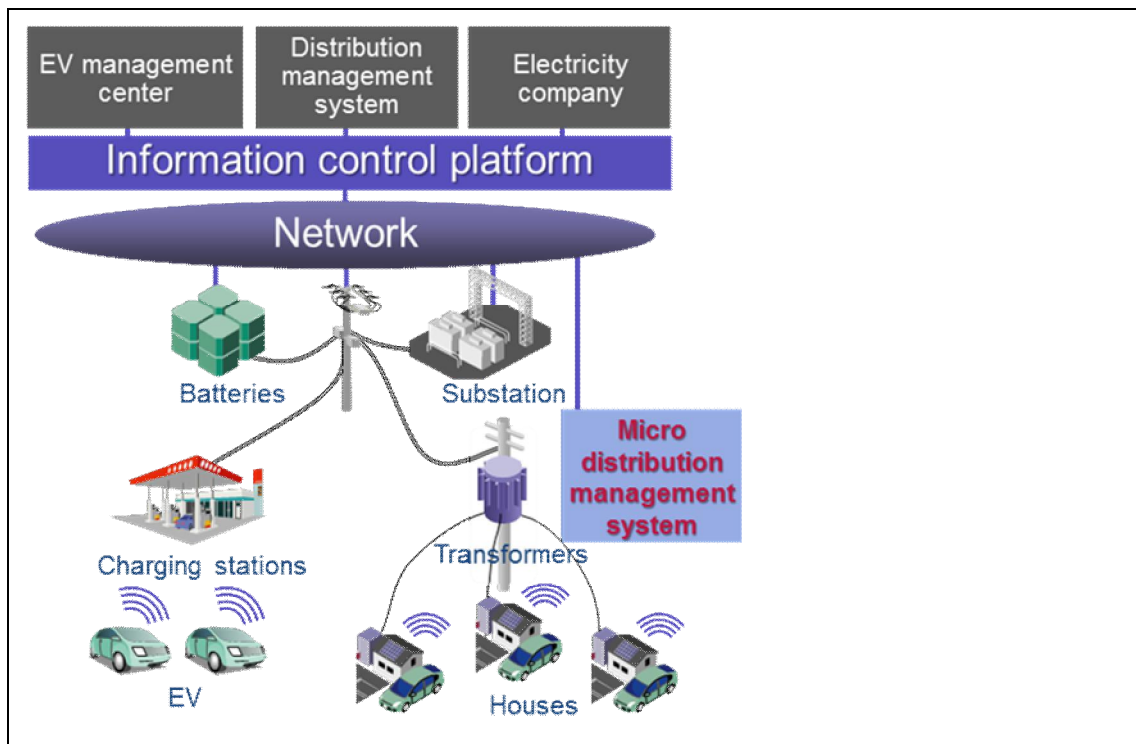 EV management
center
Distribution
management
system
Electricity
company
Information control platform
Network
Batteries
Substation
Micro
distribution
management
system
Charging stations
Transformers
EV
Houses